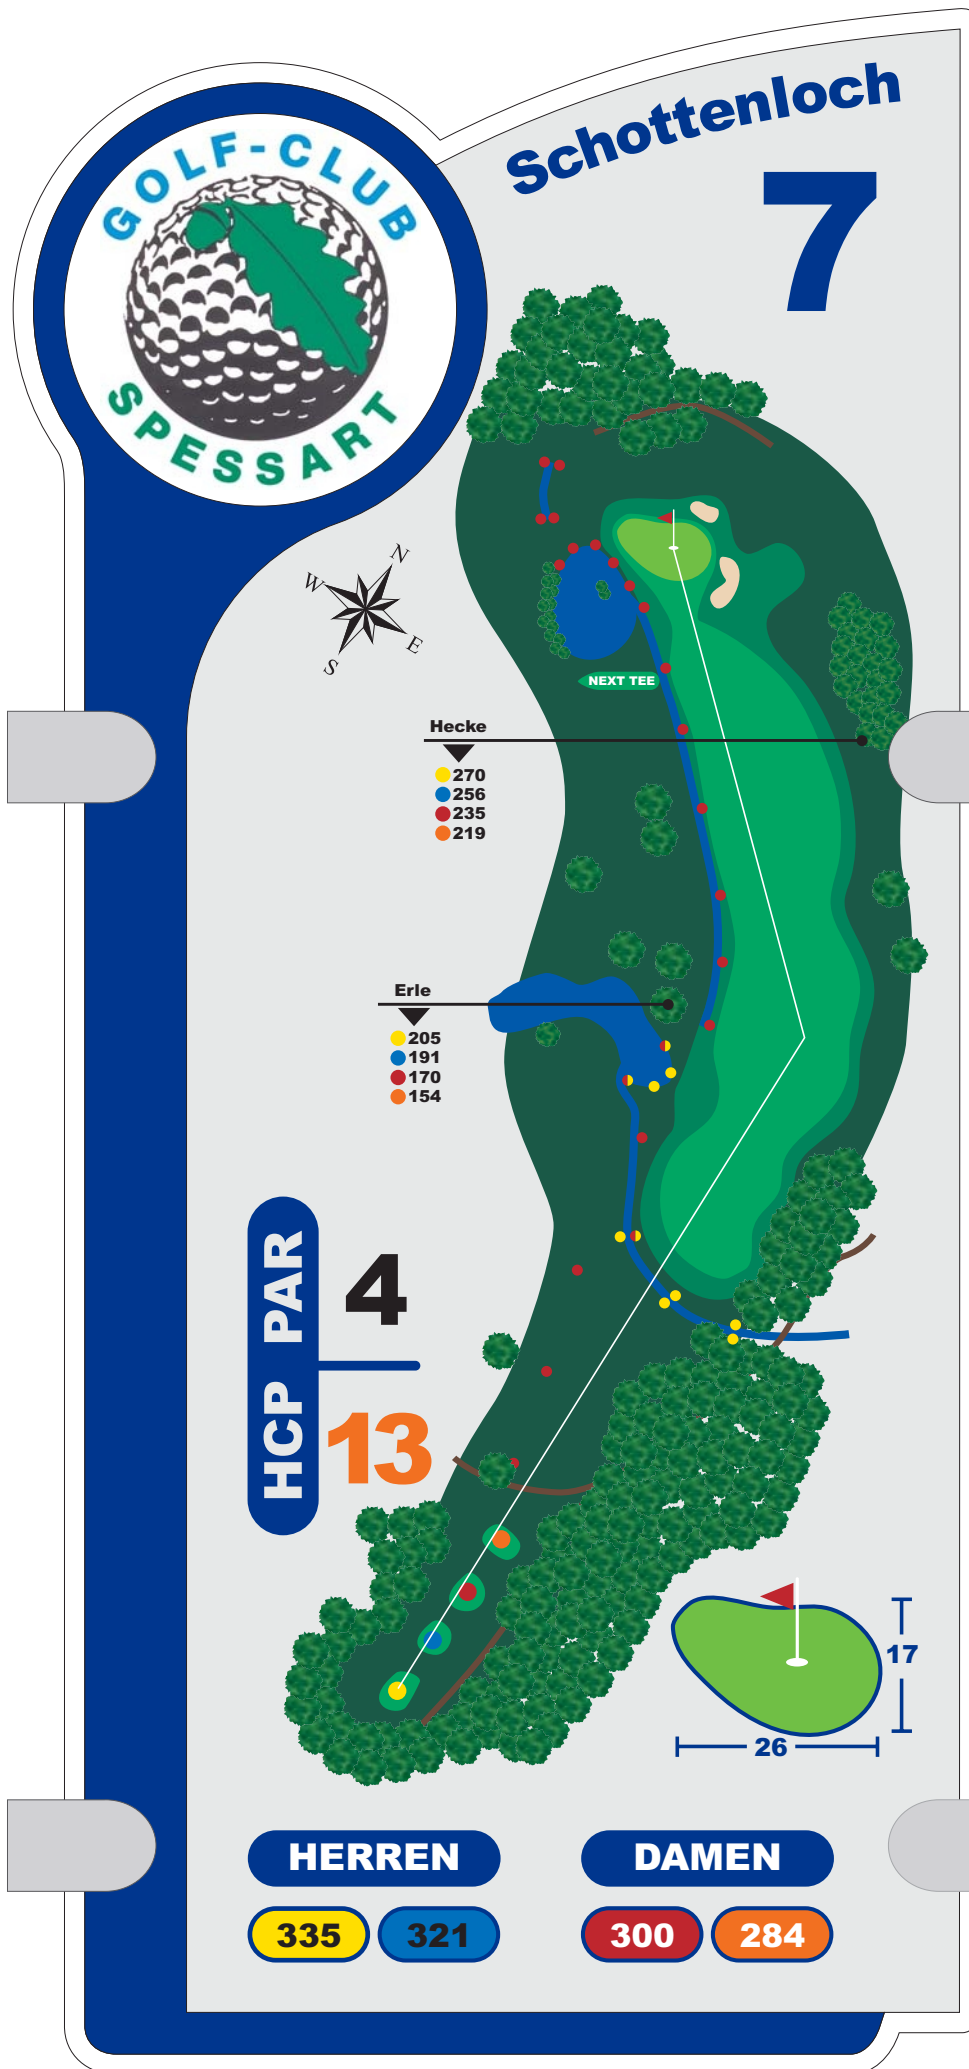 GOLF-CLUB
SPESSART
Schottenloch
7
N
W
E
S
NEXT TEE
Hecke
270
256
235
219
Erle
205
191
170
154
PAR
4
HCP
13
17
26
HERREN
DAMEN
335
321
300
284